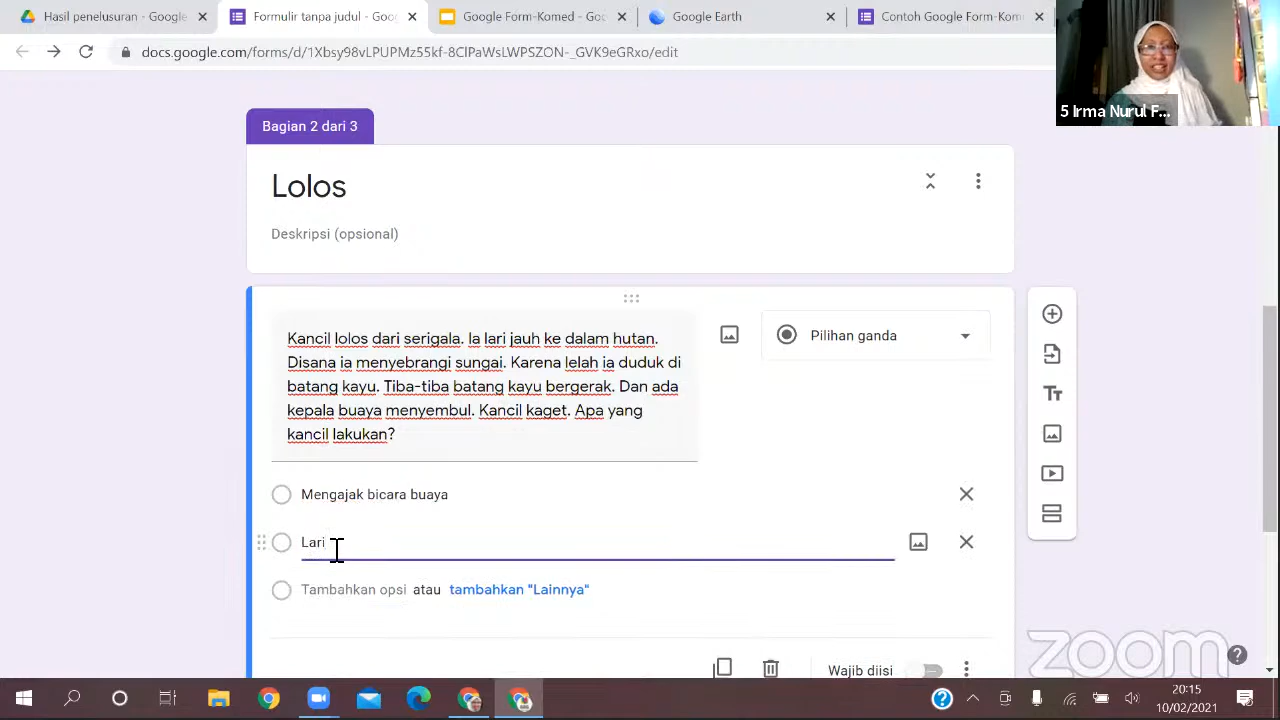 Hasil penelusuran - Google
Formulir tanpa judul - Goo
Google Form-Komed - Goo
Google Earth
Contoh Google Form-Kom
docs.google.com/forms/d/1Xbsy98vLPUPMz55kf-8ClPaWsLWPSZON-_GVK9eGRxo/edit
5 Irma Nurul F...
Bagian 2 dari 3
Lolos
Deskripsi (opsional)
Kancil lolos dari serigala. Ia lari jauh ke dalam hutan.
Disana ia menyebrangi sungai. Karena lelah ia duduk di
batang kayu. Tiba-tiba batang kayu bergerak. Dan ada
kepala buaya menyembul. Kancil kaget. Apa yang
kancil lakukan?
Pilihan ganda
Mengajak bicara buaya
Lari
Tambahkan opsi atau tambahkan "Lainnya"
Wajib diisi
zoom
20:15
10/02/2021